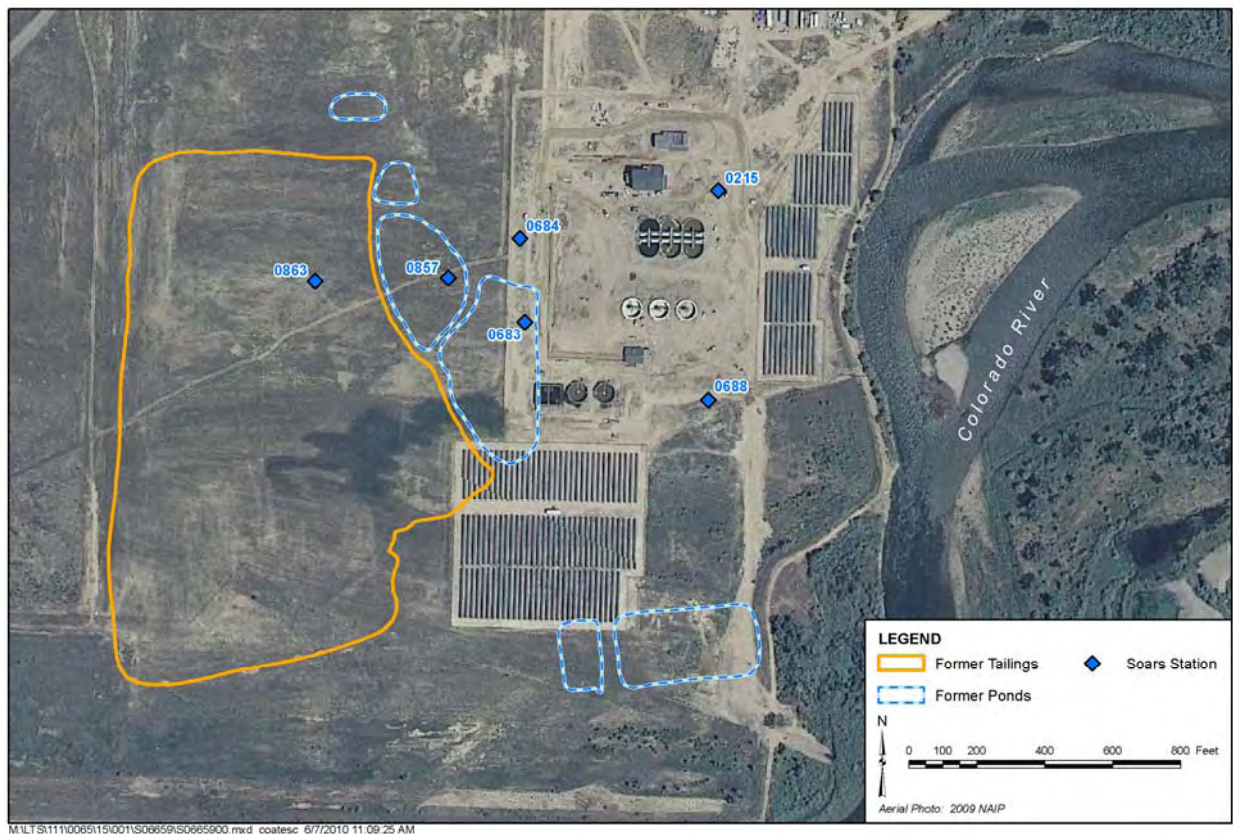 0215
0684
0863
0857
0683
0688
Colorado River
LEGEND
Former Tailings
Soars Station
Former Ponds
N
0 100 200 400 600 800 Feet
Aerial Photo: 2009 NAIP
M:\LTS\111\0065\15\001\S06659\S0665900.mxd coatesc 6/7/2010 11:09:25 AM